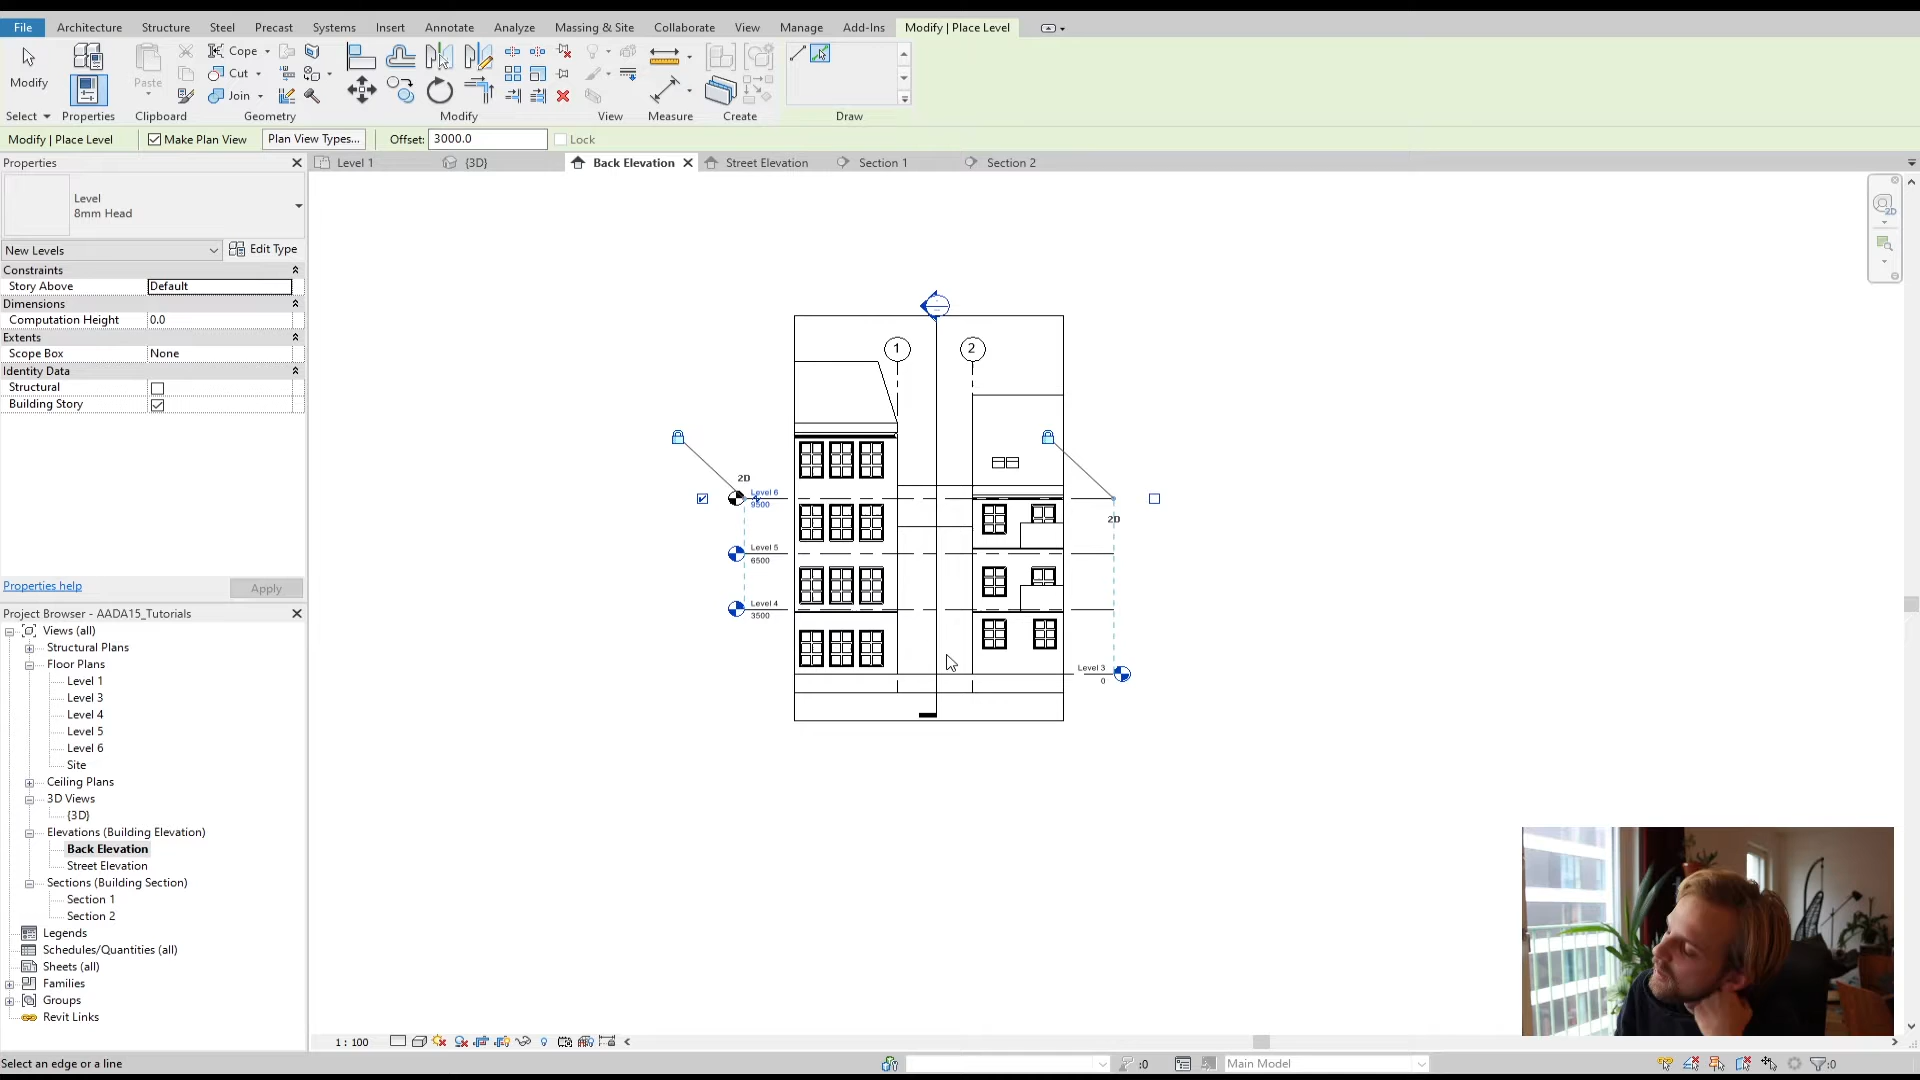 File Architecture Structure Steel Precast Systems Insert Annotate Analyze Massing & Site Collaborate View Manage Add-Ins Modify | Place Level
Modify
Paste
Cope
Cut
Join
Select Properties Clipboard Geometry Modify View Measure Create Draw
Modify | Place Level Make Plan View Plan View Types... Offset: 3000.0 Lock
Properties
Level 1 {3D} Back Elevation Street Elevation Section 1 Section 2
Level
8mm Head
New Levels Edit Type
Constraints
Story Above Default
Dimensions
Computation Height 0.0
Extents
Scope Box None
Identity Data
Structural
Building Story
Properties help Apply
Project Browser - AADA15_Tutorials
Views (all)
Structural Plans
Floor Plans
Level 1
Level 3
Level 4
Level 5
Level 6
Site
Ceiling Plans
3D Views
{3D}
Elevations (Building Elevation)
Back Elevation
Street Elevation
Sections (Building Section)
Section 1
Section 2
Legends
Schedules/Quantities (all)
Sheets (all)
Families
Groups
Revit Links
1 2
2D
Level 6
9500
2D
Level 5
6500
Level 4
3500
Level 3
0
2D
1 : 100
Select an edge or a line :0 Main Model :0